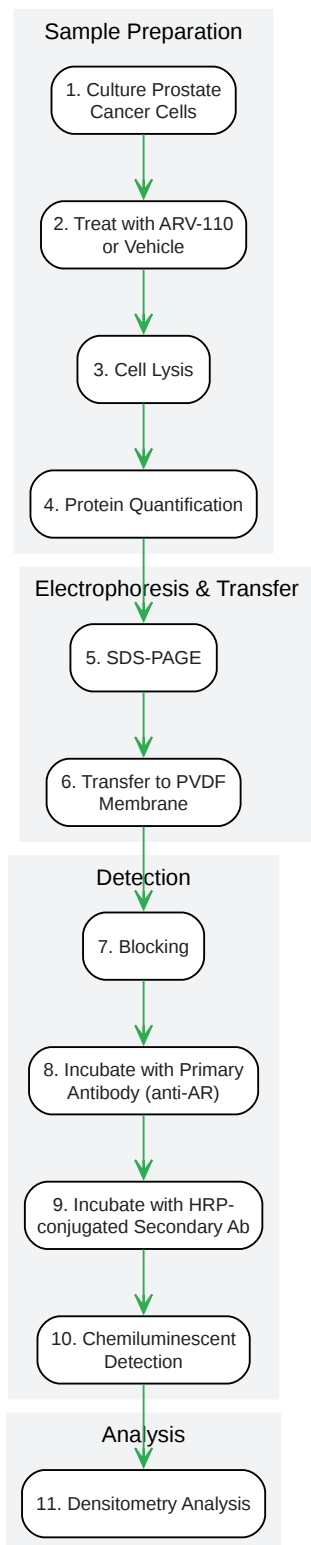 Sample Preparation
1. Culture Prostate
Cancer Cells
2. Treat with ARV-110
or Vehicle
3. Cell Lysis
4. Protein Quantification
Electrophoresis & Transfer
5. SDS-PAGE
6. Transfer to PVDF
Membrane
Detection
7. Blocking
8. Incubate with Primary
Antibody (anti-AR)
9. Incubate with HRP-
conjugated Secondary Ab
10. Chemiluminescent
Detection
Analysis
11. Densitometry Analysis